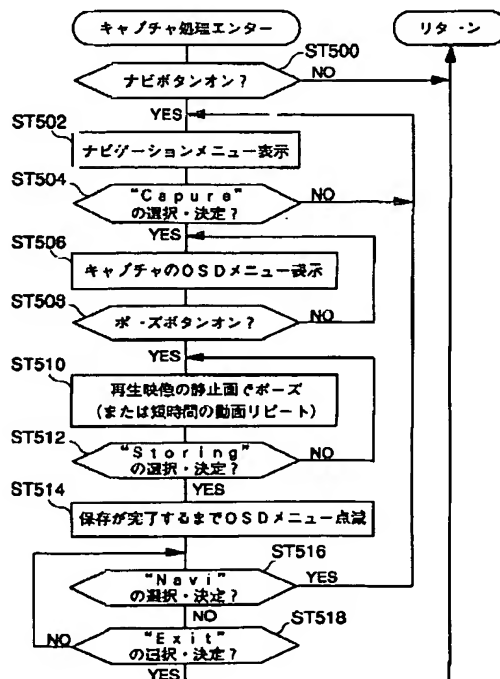 キャプチャ処理エンター
リターン
ST500
ナビボタンオン?
NO
YES
ST502
ナビゲーションメニュー表示
ST504
"Capure"
の選択・決定?
NO
YES
ST506
キャプチャのOSDメニュー表示
ST508
ポーズボタンオン?
NO
YES
ST510
再生映像の静止画でポーズ
(または短時間の動画リピート)
ST512
"Storing"
の選択・決定?
NO
YES
ST514
保存が完了するまでOSDメニュー点滅
ST516
"Navi"
の選択・決定?
YES
NO
ST518
"Exit"
の選択・決定?
NO
YES